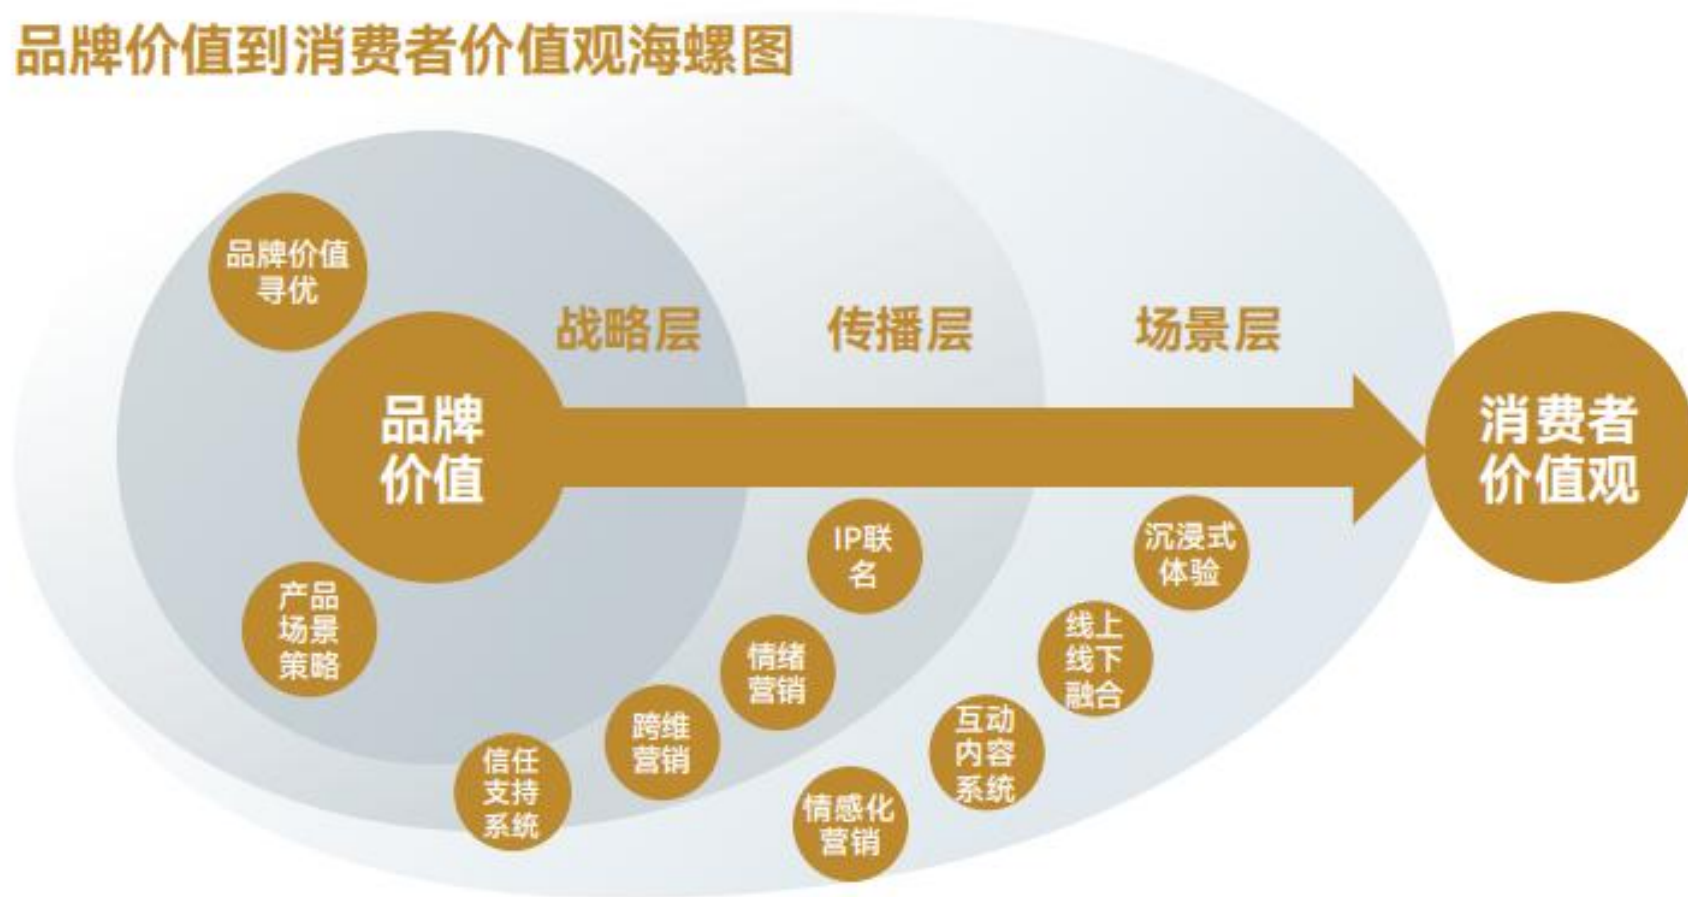 品牌价值到消费者价值观海螺图
品牌价值
寻优
战略层
传播层
场景层
品牌
价值
消费者
价值观
产品
场景
策略
IP联
名
沉浸式
体验
情绪
营销
线上
线下
融合
跨维
营销
互动
内容
系统
信任
支持
系统
情感化
营销